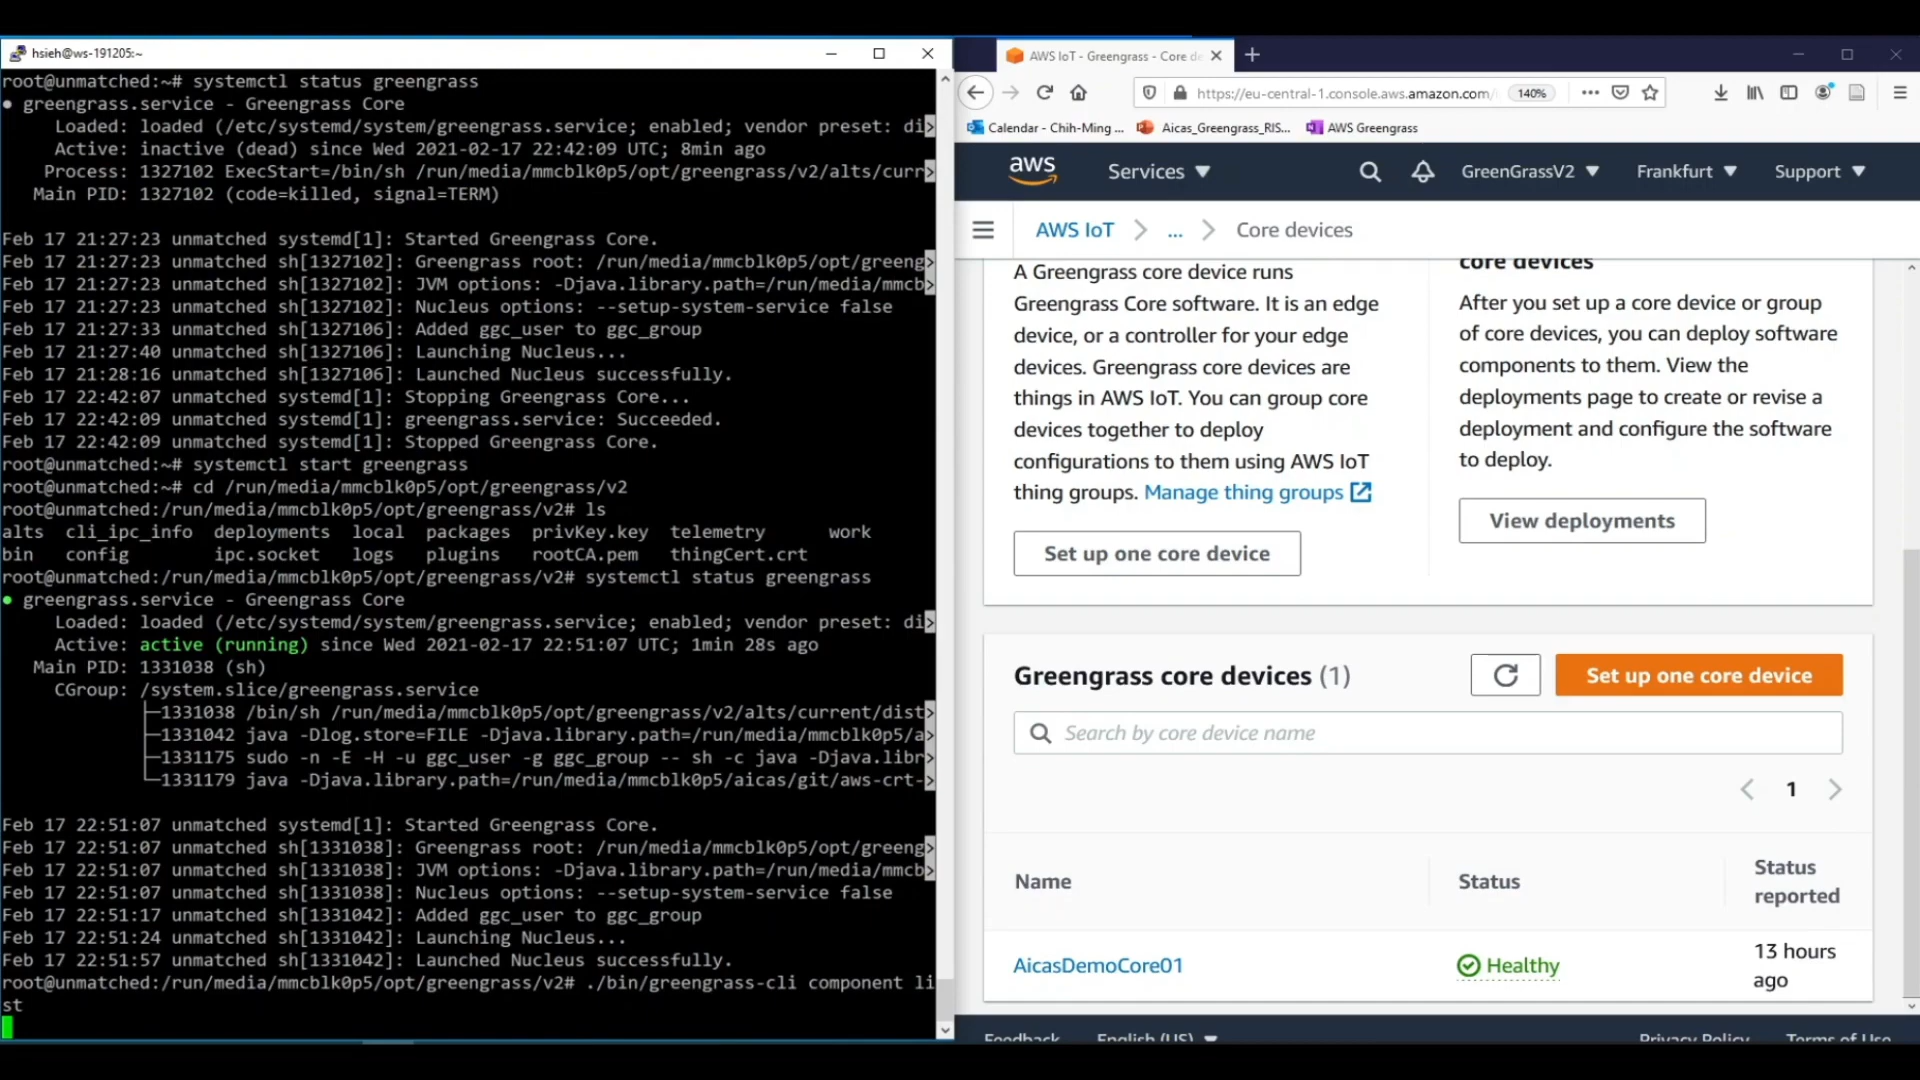 hsieh@ws-191205:~
root@unmatched:~# systemctl status greengrass
● greengrass.service - Greengrass Core
Loaded: loaded (/etc/systemd/system/greengrass.service; enabled; vendor preset: di>
Active: inactive (dead) since Wed 2021-02-17 22:42:09 UTC; 8min ago
Process: 1327102 ExecStart=/bin/sh /run/media/mmcblk0p5/opt/greengrass/v2/alts/curr>
Main PID: 1327102 (code=killed, signal=TERM)
Feb 17 21:27:23 unmatched systemd[1]: Started Greengrass Core.
Feb 17 21:27:23 unmatched sh[1327102]: Greengrass root: /run/media/mmcblk0p5/opt/greeng>
Feb 17 21:27:23 unmatched sh[1327102]: JVM options: -Djava.library.path=/run/media/mmcb>
Feb 17 21:27:23 unmatched sh[1327102]: Nucleus options: --setup-system-service false
Feb 17 21:27:33 unmatched sh[1327106]: Added ggc_user to ggc_group
Feb 17 21:27:40 unmatched sh[1327106]: Launching Nucleus...
Feb 17 21:28:16 unmatched sh[1327106]: Launched Nucleus successfully.
Feb 17 22:42:07 unmatched systemd[1]: Stopping Greengrass Core...
Feb 17 22:42:09 unmatched systemd[1]: greengrass.service: Succeeded.
Feb 17 22:42:09 unmatched systemd[1]: Stopped Greengrass Core.
root@unmatched:~# systemctl start greengrass
root@unmatched:~# cd /run/media/mmcblk0p5/opt/greengrass/v2
root@unmatched:/run/media/mmcblk0p5/opt/greengrass/v2# ls
alts cli_ipc_info deployments local packages privKey.key telemetry work
bin config ipc.socket logs plugins rootCA.pem thingCert.crt
root@unmatched:/run/media/mmcblk0p5/opt/greengrass/v2# systemctl status greengrass
● greengrass.service - Greengrass Core
Loaded: loaded (/etc/systemd/system/greengrass.service; enabled; vendor preset: di>
Active: active (running) since Wed 2021-02-17 22:51:07 UTC; 1min 28s ago
Main PID: 1331038 (sh)
CGroup: /system.slice/greengrass.service
├─1331038 /bin/sh /run/media/mmcblk0p5/opt/greengrass/v2/alts/current/dist>
├─1331042 java -Dlog.store=FILE -Djava.library.path=/run/media/mmcblk0p5/a>
├─1331175 sudo -n -E -H -u ggc_user -g ggc_group -- sh -c java -Djava.libr>
└─1331179 java -Djava.library.path=/run/media/mmcblk0p5/aicas/git/aws-crt->
Feb 17 22:51:07 unmatched systemd[1]: Started Greengrass Core.
Feb 17 22:51:07 unmatched sh[1331038]: Greengrass root: /run/media/mmcblk0p5/opt/greeng>
Feb 17 22:51:07 unmatched sh[1331038]: JVM options: -Djava.library.path=/run/media/mmcb>
Feb 17 22:51:07 unmatched sh[1331038]: Nucleus options: --setup-system-service false
Feb 17 22:51:17 unmatched sh[1331042]: Added ggc_user to ggc_group
Feb 17 22:51:24 unmatched sh[1331042]: Launching Nucleus...
Feb 17 22:51:57 unmatched sh[1331042]: Launched Nucleus successfully.
root@unmatched:/run/media/mmcblk0p5/opt/greengrass/v2# ./bin/greengrass-cli component li
st
AWS IoT - Greengrass - Core de
https://eu-central-1.console.aws.amazon.com/ 140%
Calendar - Chih-Ming ... Aicas_Greengrass_RIS... AWS Greengrass
aws Services GreenGrassV2 Frankfurt Support
AWS IoT ... Core devices
A Greengrass core device runs
Greengrass Core software. It is an edge
device, or a controller for your edge
devices. Greengrass core devices are
things in AWS IoT. You can group core
devices together to deploy
configurations to them using AWS IoT
thing groups. Manage thing groups
Set up one core device
core devices
After you set up a core device or group
of core devices, you can deploy software
components to them. View the
deployments page to create or revise a
deployment and configure the software
to deploy.
View deployments
Greengrass core devices (1)
Set up one core device
Search by core device name
1
Name Status Status reported
AicasDemoCore01 Healthy 13 hours ago
Feedback English (US) Privacy Policy Terms of Use